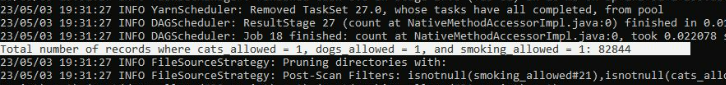 23/05/03 19:31:27 INFO YarnScheduler: Removed TaskSet 27.0, whose tasks have all completed, from pool
23/05/03 19:31:27 INFO DAGScheduler: ResultStage 27 (count at NativeMethodAccessorImpl.java:0) finished in 0.0
23/05/03 19:31:27 INFO DAGScheduler: Job 18 finished: count at NativeMethodAccessorImpl.java:0, took 0.022078 s
Total number of records where cats_allowed = 1, dogs_allowed = 1, and smoking_allowed = 1: 82844
23/05/03 19:31:27 INFO FileSourceStrategy: Pruning directories with:
23/05/03 19:31:27 INFO FileSourceStrategy: Post-Scan Filters: isnotnull(smoking_allowed#21),isnotnull(cats_allo